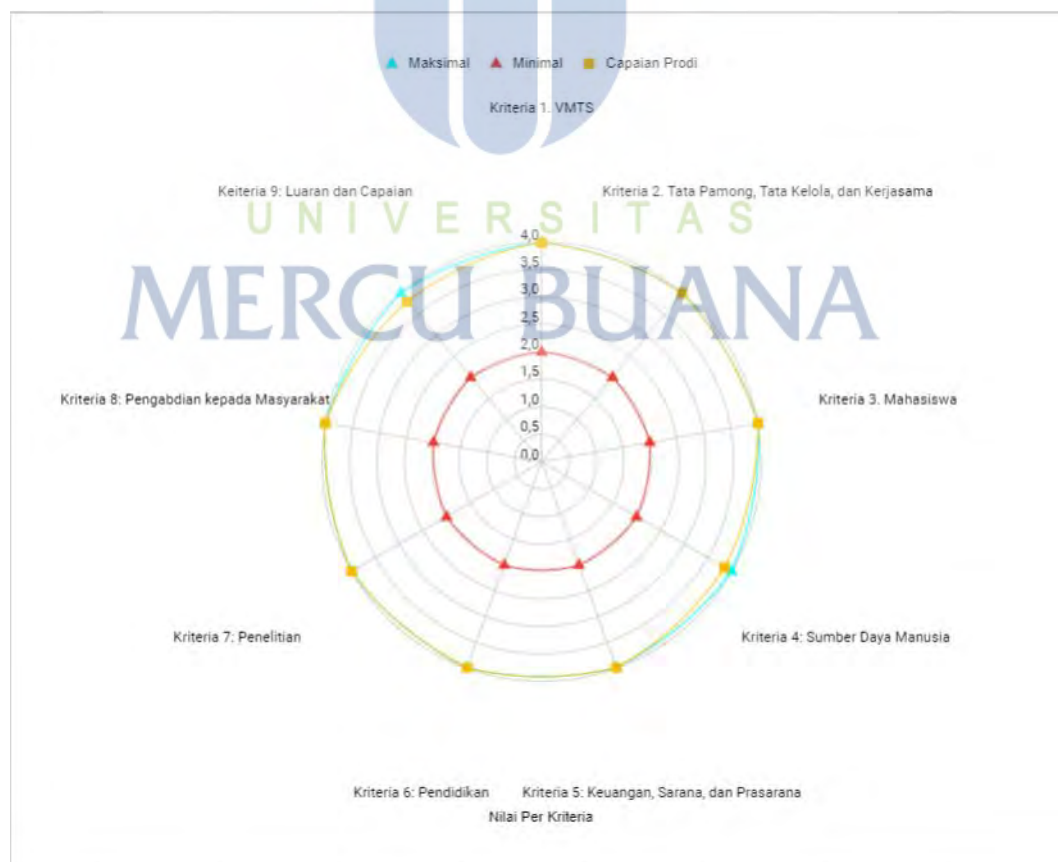 Maksimal Minimal Capaian Prodi
Kriteria 1. VMTS
Keiteria 9: Luaran dan Capaian
Kriteria 2. Tata Pamong, Tata Kelola, dan Kerjasama
UNIVERSITAS
MERCU BUANA
4,0
3,5
3,0
2,5
2,0
1,5
1,0
0,5
0,0
Kriteria 8: Pengabdian kepada Masyarakat
Kriteria 3. Mahasiswa
Kriteria 7: Penelitian
Kriteria 4: Sumber Daya Manusia
Kriteria 6: Pendidikan
Kriteria 5: Keuangan, Sarana, dan Prasarana
Nilai Per Kriteria